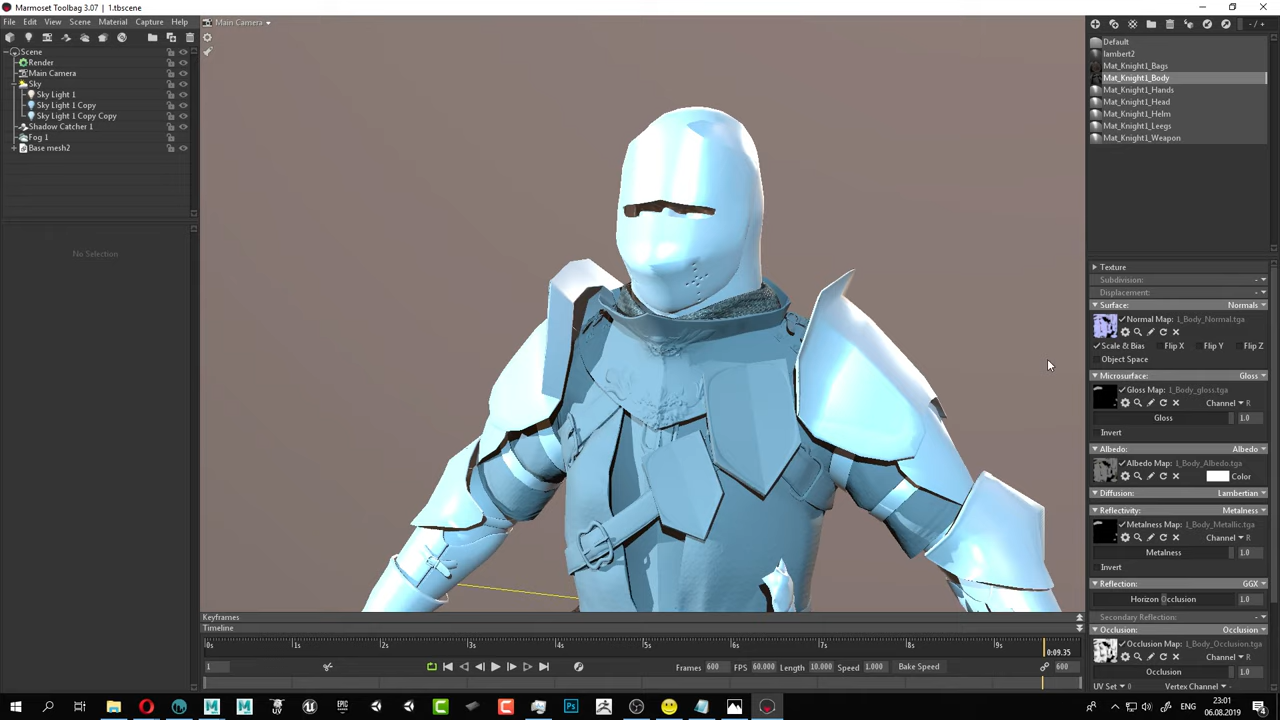 Marmoset Toolbag 3.07 | 1.tbscene
File Edit View Scene Material Capture Help
Main Camera
Scene
Render
Main Camera
Sky
Sky Light 1
Sky Light 1 Copy
Sky Light 1 Copy Copy
Shadow Catcher 1
Fog 1
Base mesh2
No Selection
Default
lambert2
Mat_Knight1_Bags
Mat_Knight1_Body
Mat_Knight1_Hands
Mat_Knight1_Head
Mat_Knight1_Helm
Mat_Knight1_Leegs
Mat_Knight1_Weapon
Texture
Subdivision: -
Displacement: -
Surface: Normals
Normal Map: 1_Body_Normal.tga
Scale & Bias Flip X Flip Y Flip Z
Object Space
Microsurface: Gloss
Gloss Map: 1_Body_gloss.tga
Channel R
Gloss 1.0
Invert
Albedo: Albedo
Albedo Map: 1_Body_Albedo.tga
Color
Diffusion: Lambertian
Reflectivity: Metalness
Metalness Map: 1_Body_Metallic.tga
Channel R
Metalness 1.0
Invert
Reflection: GGX
Horizon Occlusion 1.0
Secondary Reflection: -
Occlusion: Occlusion
Occlusion Map: 1_Body_Occlusion.tga
Channel R
Occlusion 1.0
UV Set 0 Vertex Channel -
Keyframes
Timeline
0s 1s 2s 3s 4s 5s 6s 7s 8s 9s
0:09.35
1 Frames 600 FPS 60.000 Length 10.000 Speed 1.000 Bake Speed 600
ENG 23:01
06.08.2019